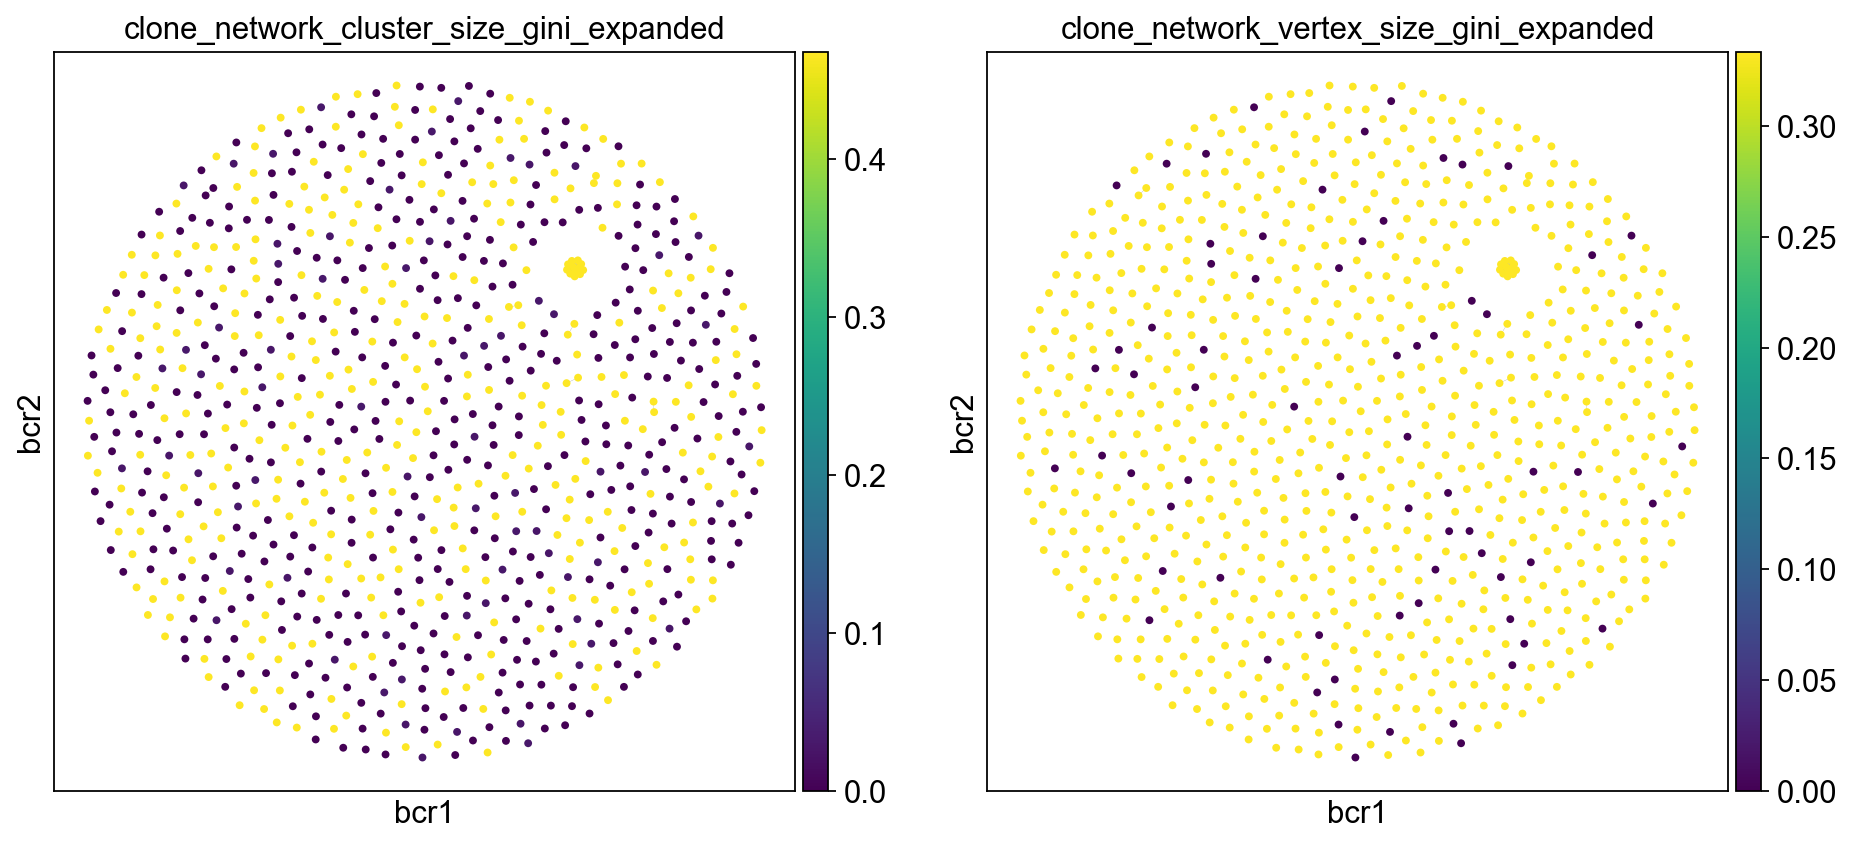 clone_network_cluster_size_gini_expanded
0.4
0.3
0.2
0.1
0.0
bcr2
bcr1
clone_network_vertex_size_gini_expanded
0.30
0.25
0.20
0.15
0.10
0.05
0.00
bcr2
bcr1